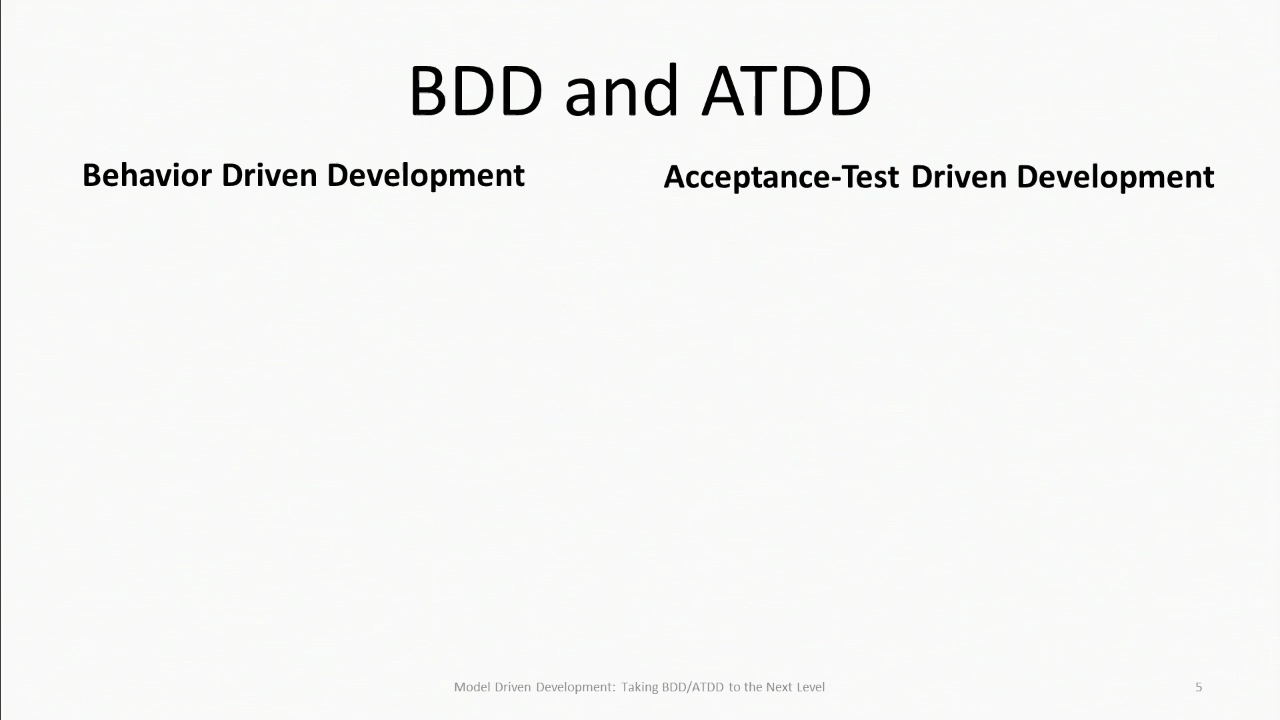 BDD and ATDD
Behavior Driven Development
Acceptance-Test Driven Development
Model Driven Development: Taking BDD/ATDD to the Next Level
5